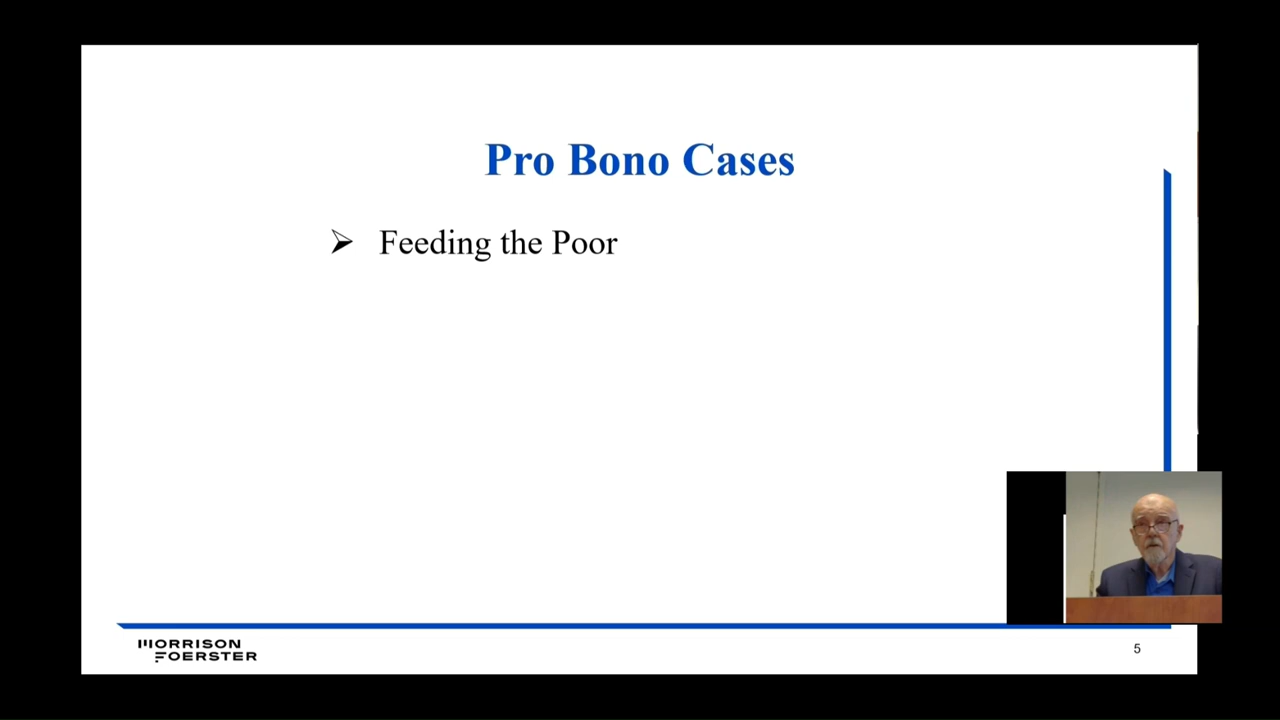 Pro Bono Cases
➢ Feeding the Poor
MORRISON
FOERSTER
5